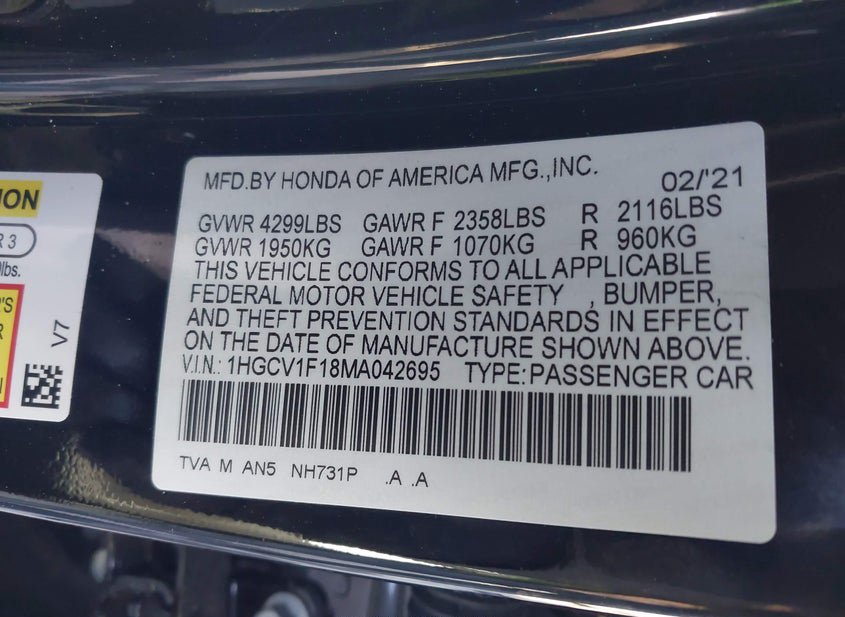 MFD.BY HONDA OF AMERICA MFG.,INC. 02/'21
GVWR 4299LBS GAWR F 2358LBS R 2116LBS
GVWR 1950KG GAWR F 1070KG R 960KG
THIS VEHICLE CONFORMS TO ALL APPLICABLE
FEDERAL MOTOR VEHICLE SAFETY , BUMPER,
AND THEFT PREVENTION STANDARDS IN EFFECT
ON THE DATE OF MANUFACTURE SHOWN ABOVE.
V.I.N.: 1HGCV1F18MA042695 TYPE:PASSENGER CAR
TVA M AN5 NH731P .A .A
V7